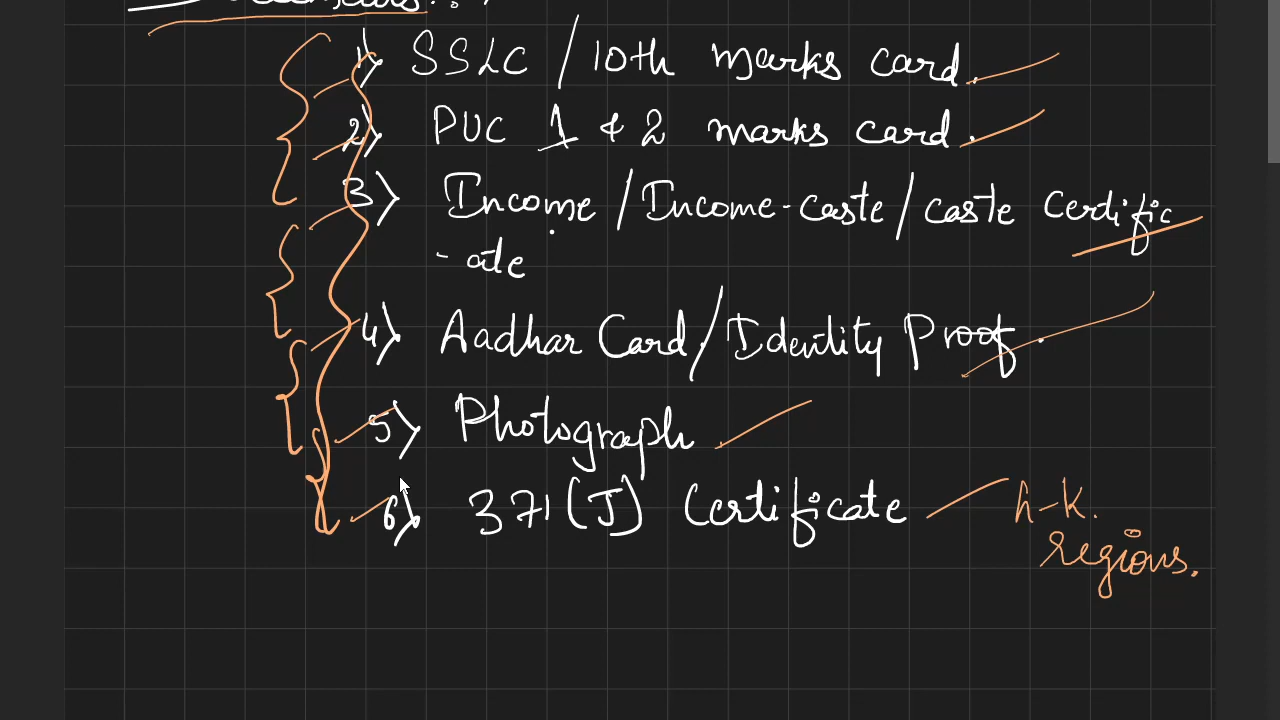 1) SSLC / 10th marks card.
2) PUC 1 & 2 marks card.
3) Income / Income-caste / caste certific
-ate
4) Aadhar Card / Identity Proof.
5) Photograph
6) 371(J) Certificate h-k.
regions.